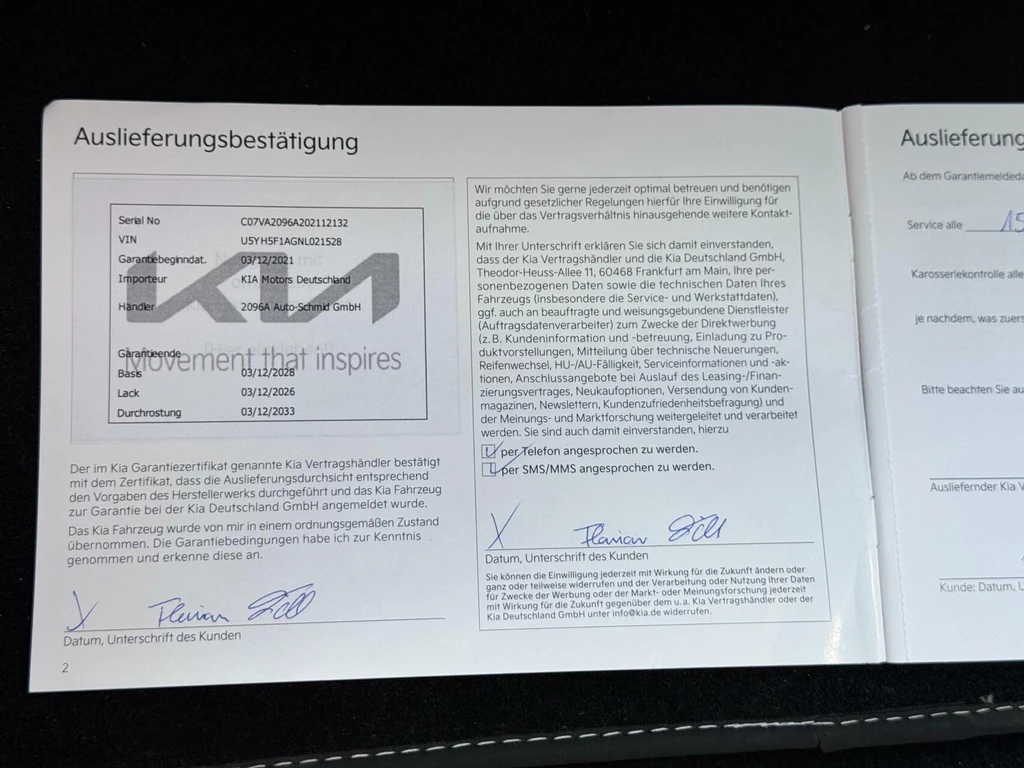 Auslieferungsbestätigung
Serial No C07VA2096A202112132
VIN U5YH5F1AGNL021528
Garantiebeginndat. 03/12/2021
Importeur KIA Motors Deutschland
KIA
Händler 2096A Auto-Schmid GmbH
Garantieende
Movement that inspires
Basis 03/12/2028
Lack 03/12/2026
Durchrostung 03/12/2033
Der im Kia Garantiezertifikat genannte Kia Vertragshändler bestätigt
mit dem Zertifikat, dass die Auslieferungsdurchsicht entsprechend
den Vorgaben des Herstellerwerks durchgeführt und das Kia Fahrzeug
zur Garantie bei der Kia Deutschland GmbH angemeldet wurde.
Das Kia Fahrzeug wurde von mir in einem ordnungsgemäßen Zustand
übernommen. Die Garantiebedingungen habe ich zur Kenntnis
genommen und erkenne diese an.
X Florian
Datum, Unterschrift des Kunden
2
Wir möchten Sie gerne jederzeit optimal betreuen und benötigen
aufgrund gesetzlicher Regelungen hierfür Ihre Einwilligung für
die über das Vertragsverhältnis hinausgehende weitere Kontakt-
aufnahme.
Mit Ihrer Unterschrift erklären Sie sich damit einverstanden,
dass der Kia Vertragshändler und die Kia Deutschland GmbH,
Theodor-Heuss-Allee 11, 60468 Frankfurt am Main, Ihre per-
sonenbezogenen Daten sowie die technischen Daten Ihres
Fahrzeugs (insbesondere die Service- und Werkstattdaten),
ggf. auch an beauftragte und weisungsgebundene Dienstleister
(Auftragsdatenverarbeiter) zum Zwecke der Direktwerbung
(z. B. Kundeninformation und -betreuung, Einladung zu Pro-
duktvorstellungen, Mitteilung über technische Neuerungen,
Reifenwechsel, HU-/AU-Fälligkeit, Serviceinformationen und -ak-
tionen, Anschlussangebote bei Auslauf des Leasing-/Finan-
zierungsvertrages, Neukaufoptionen, Versendung von Kunden-
magazinen, Newslettern, Kundenzufriedenheitsbefragung) und
der Meinungs- und Marktforschung weitergeleitet und verarbeitet
werden. Sie sind auch damit einverstanden, hierzu
per Telefon angesprochen zu werden.
per SMS/MMS angesprochen zu werden.
X Florian
Datum, Unterschrift des Kunden
Sie können die Einwilligung jederzeit mit Wirkung für die Zukunft ändern oder
ganz oder teilweise widerrufen und der Verarbeitung oder Nutzung Ihrer Daten
für Zwecke der Werbung oder der Markt- oder Meinungsforschung jederzeit
mit Wirkung für die Zukunft gegenüber dem u. a. Kia Vertragshändler oder der
Kia Deutschland GmbH unter info@kia.de widerrufen.
Auslieferung
Ab dem Garantiemeldeda
Service alle 15
Karosseriekontrolle alle
je nachdem, was zuers
Bitte beachten Sie au
Ausliefernder Kia V
Kunde: Datum, U